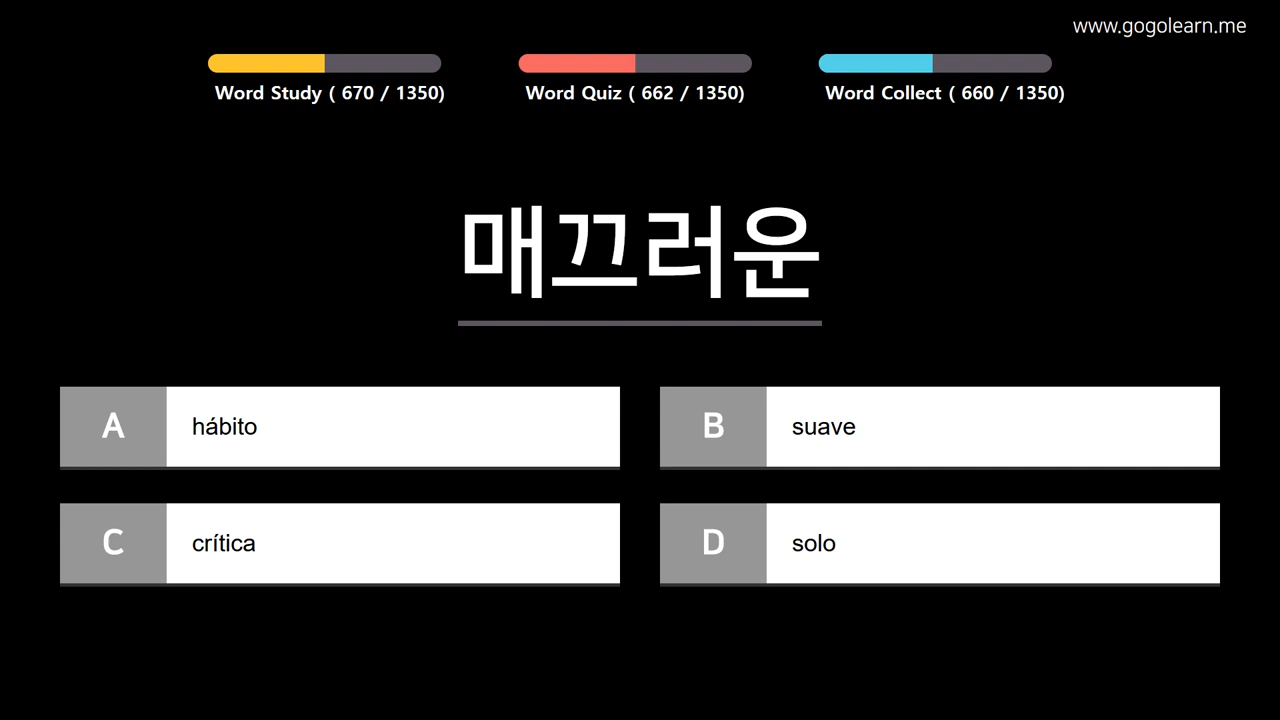 www.gogolearn.me
Word Study ( 670 / 1350)
Word Quiz ( 662 / 1350)
Word Collect ( 660 / 1350)
매끄러운
A hábito
B suave
C crítica
D solo